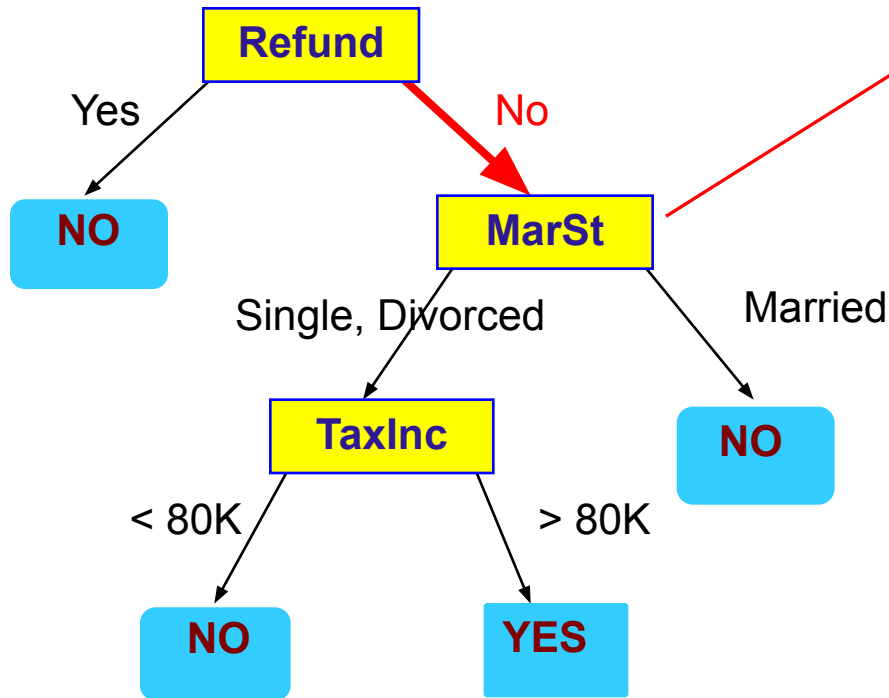 Refund
Yes
No
NO
MarSt
Single, Divorced
Married
TaxInc
NO
< 80K
> 80K
NO
YES